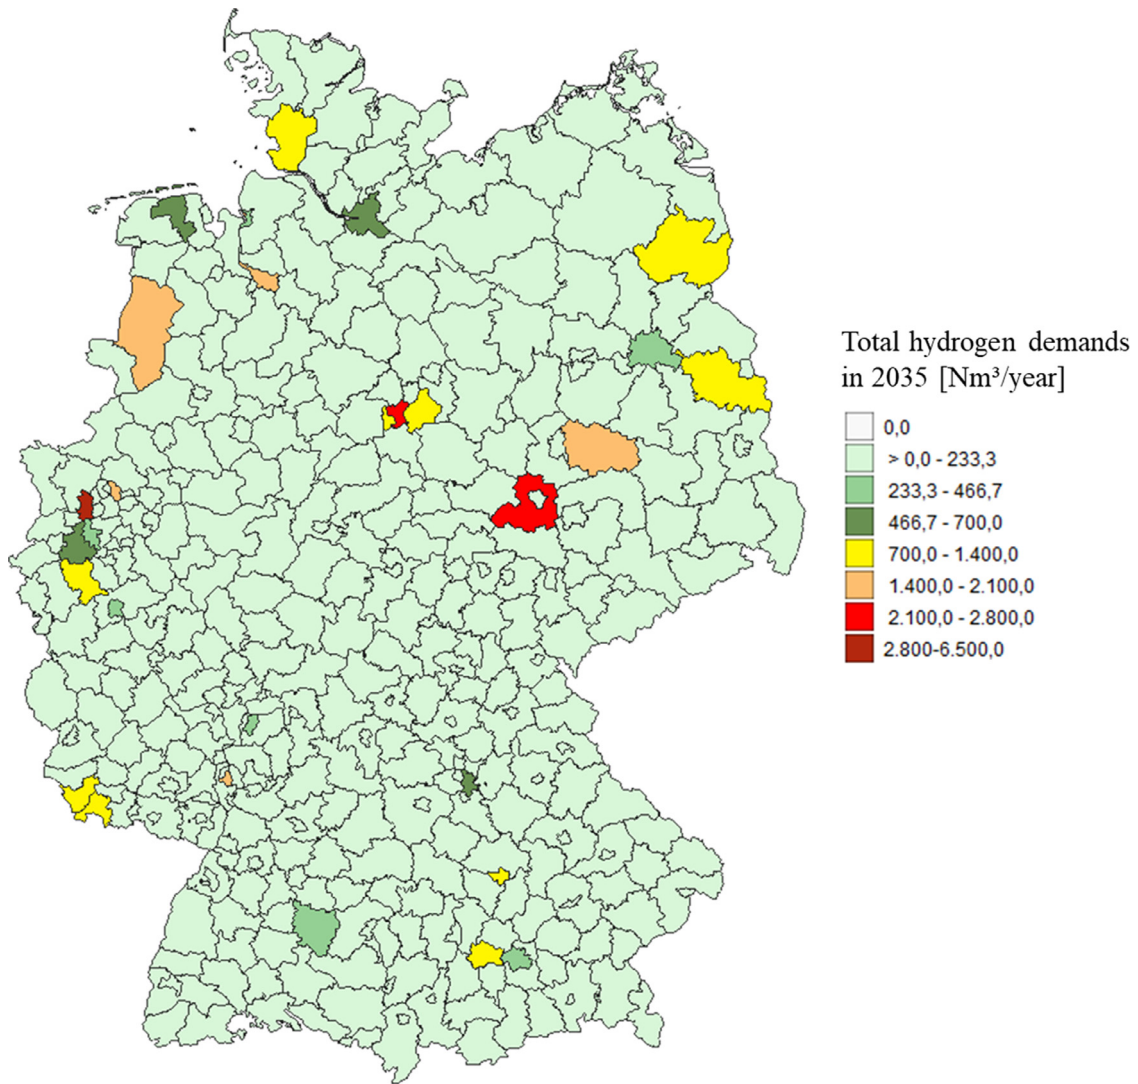 Total hydrogen demands
in 2035 [Nm³/year]
0,0
> 0,0 - 233,3
233,3 - 466,7
466,7 - 700,0
700,0 - 1.400,0
1.400,0 - 2.100,0
2.100,0 - 2.800,0
2.800-6.500,0